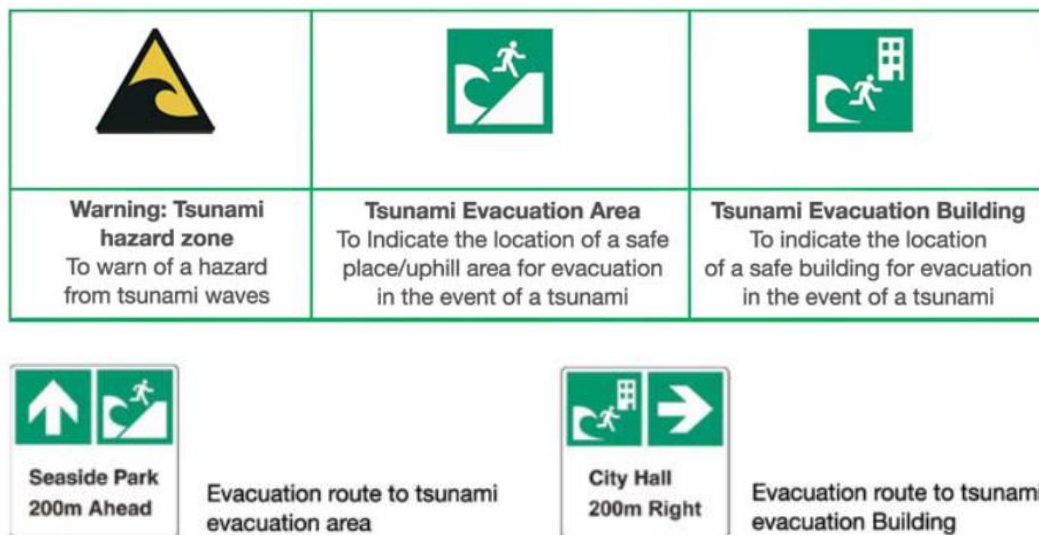 Warning: Tsunami
hazard zone
To warn of a hazard
from tsunami waves
Tsunami Evacuation Area
To Indicate the location of a safe
place/uphill area for evacuation
in the event of a tsunami
Tsunami Evacuation Building
To indicate the location
of a safe building for evacuation
in the event of a tsunami
Seaside Park
200m Ahead
Evacuation route to tsunami
evacuation area
City Hall
200m Right
Evacuation route to tsunami
evacuation Building